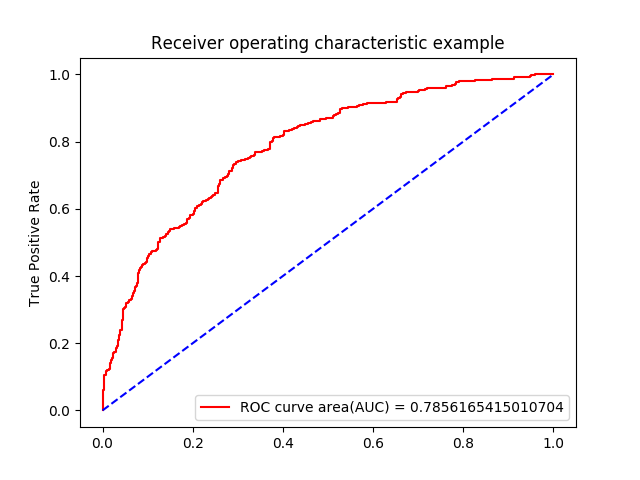 Receiver operating characteristic example
1.0
0.8
0.6
0.4
0.2
0.0
True Positive Rate
ROC curve area(AUC) = 0.7856165415010704
0.0 0.2 0.4 0.6 0.8 1.0